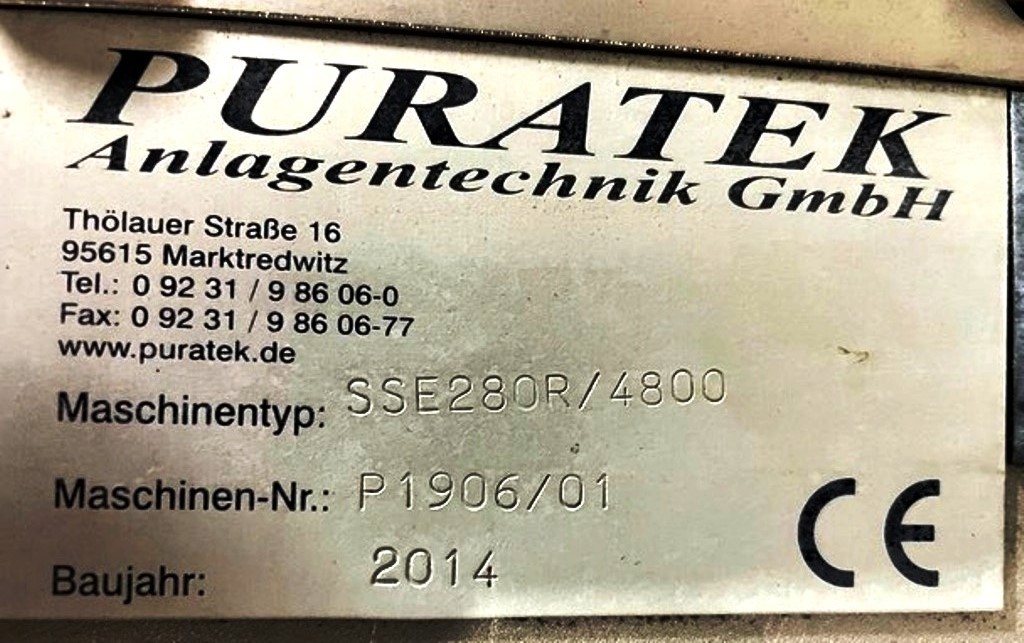 PURATEK
Anlagentechnik GmbH
Thölauer Straße 16
95615 Marktredwitz
Tel.: 0 92 31 / 9 86 06-0
Fax: 0 92 31 / 9 86 06-77
www.puratek.de
Maschinentyp: SSE280R/4800
Maschinen-Nr.: P1906/01
Baujahr: 2014
CE